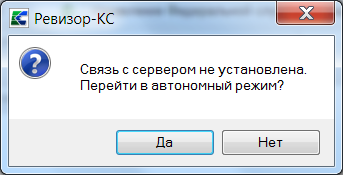 Ревизор-КС
Связь с сервером не установлена.
Перейти в автономный режим?
Да
Нет